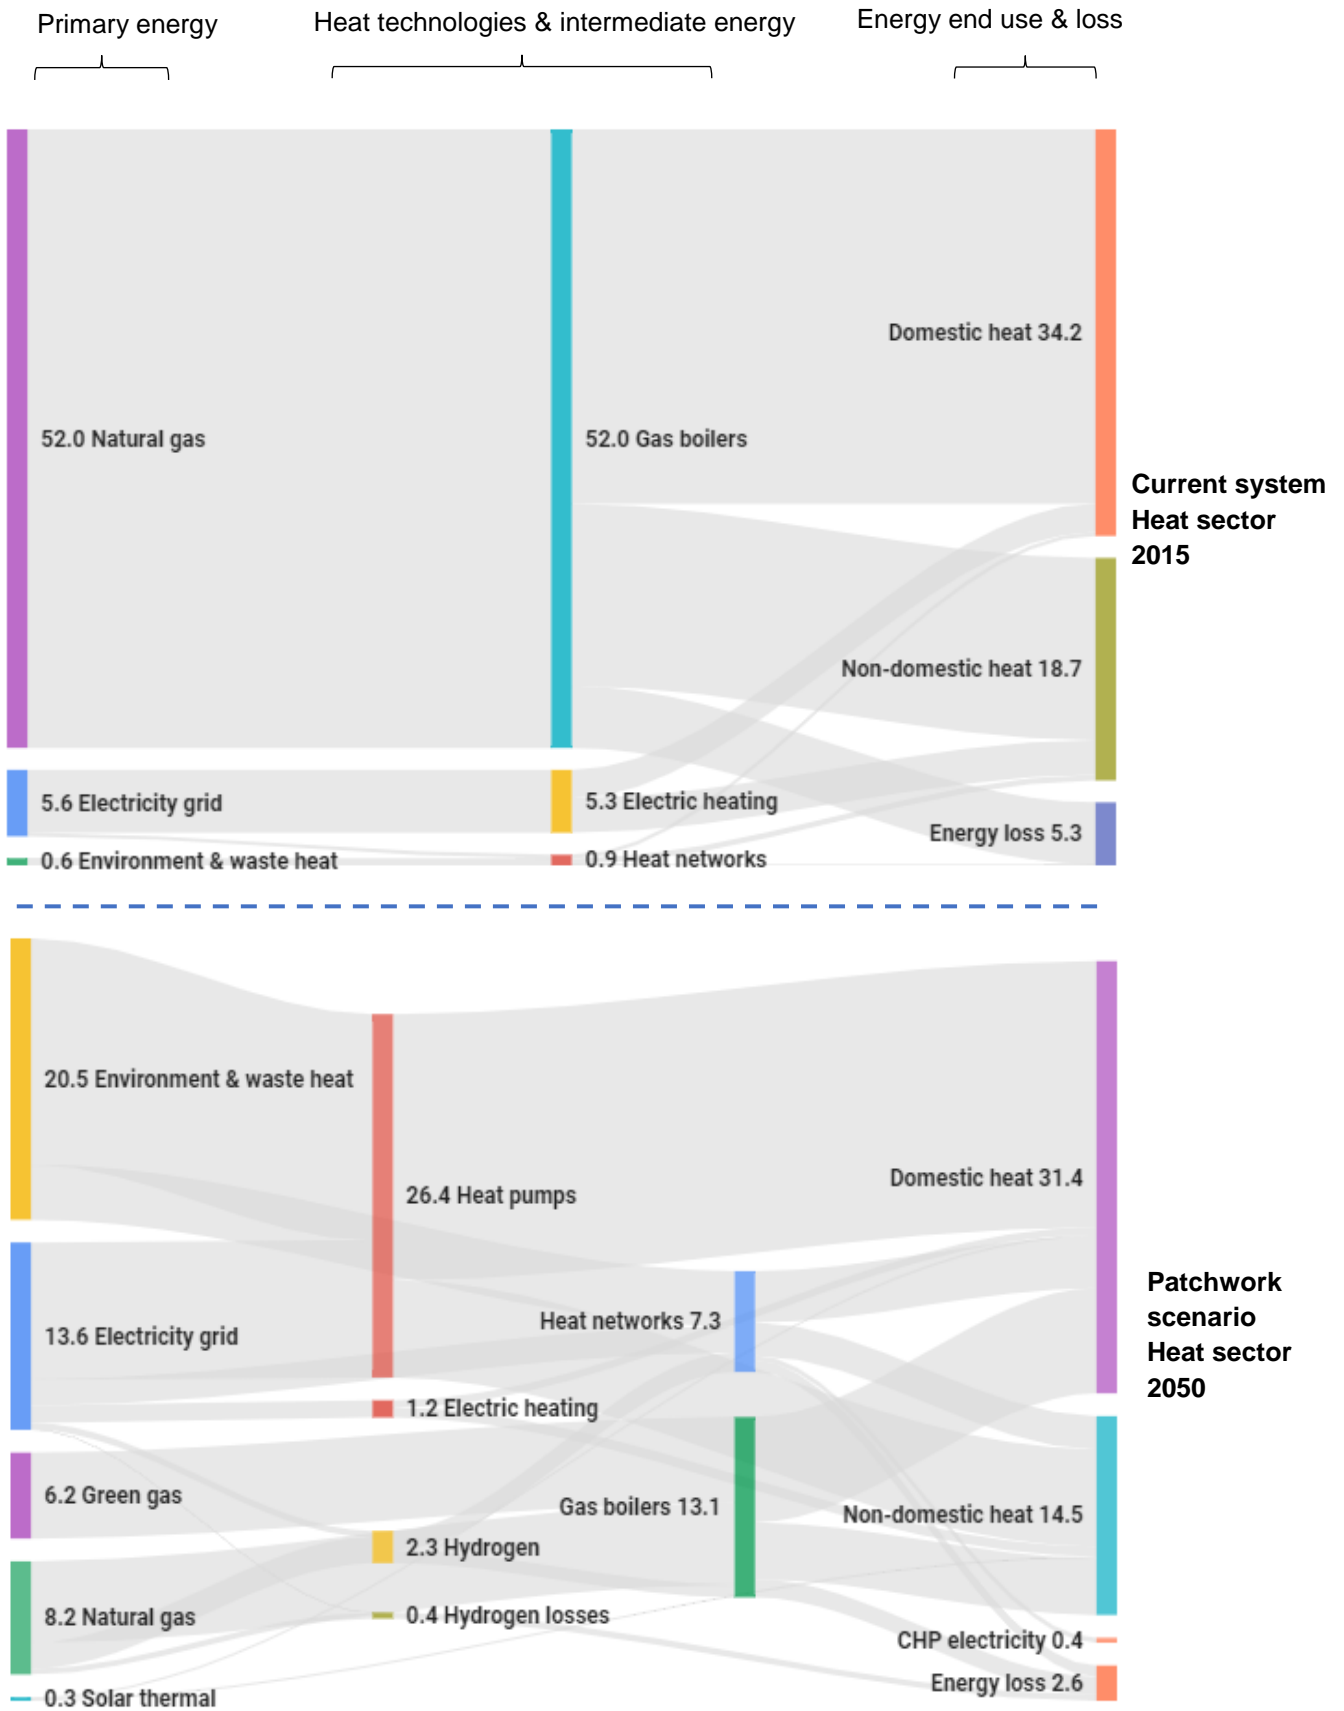 Primary energy
Heat technologies & intermediate energy
Energy end use & loss
Domestic heat 34.2
52.0 Natural gas
52.0 Gas boilers
Current system
Heat sector
2015
Non-domestic heat 18.7
5.6 Electricity grid
5.3 Electric heating
Energy loss 5.3
0.6 Environment & waste heat
0.9 Heat networks
20.5 Environment & waste heat
26.4 Heat pumps
Domestic heat 31.4
Patchwork
scenario
Heat sector
2050
Heat networks 7.3
13.6 Electricity grid
1.2 Electric heating
6.2 Green gas
Gas boilers 13.1
Non-domestic heat 14.5
2.3 Hydrogen
8.2 Natural gas
0.4 Hydrogen losses
CHP electricity 0.4
Energy loss 2.6
0.3 Solar thermal